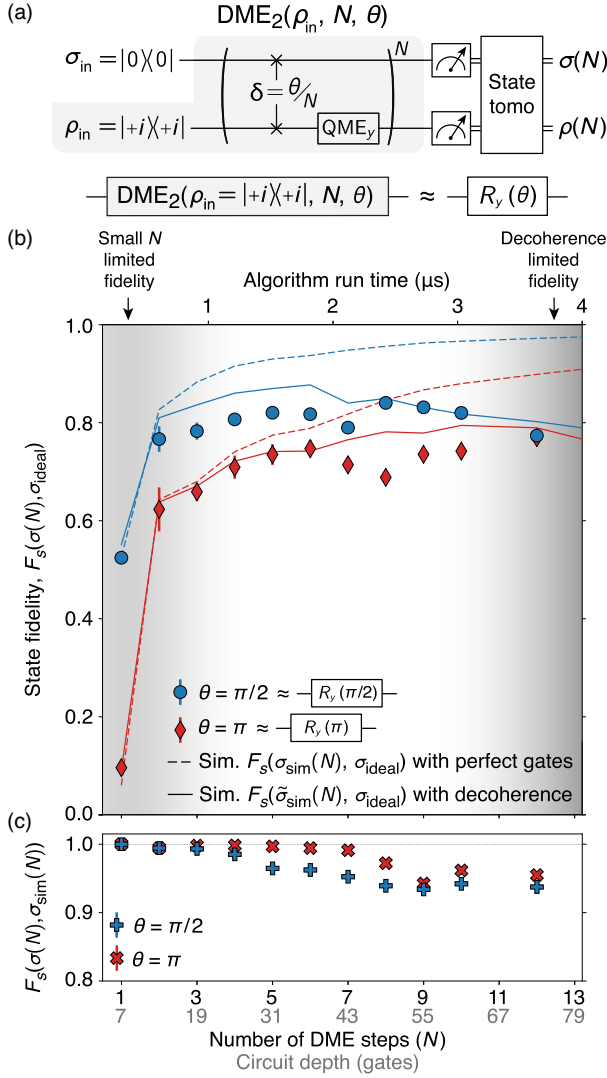 (a)
DME₂(ρin, N, θ)
σin = |0⟩⟨0|
ρin = |+i⟩⟨+i|
δ = θ/N
QMEy
N
State
tomo
σ(N)
ρ(N)
DME₂(ρin = |+i⟩⟨+i|, N, θ) ≈ Ry(θ)
(b)
Small N
limited
fidelity
Decoherence
limited
fidelity
Algorithm run time (μs)
1 2 3 4
State fidelity, Fs(σ(N),σideal)
1.0
0.8
0.6
0.4
0.2
0.0
θ = π/2 ≈ Ry(π/2)
θ = π ≈ Ry(π)
Sim. Fs(σsim(N), σideal) with perfect gates
Sim. Fs(σ̃sim(N), σideal) with decoherence
(c)
Fs(σ(N),σsim(N))
1.0
0.9
0.8
θ = π/2
θ = π
1 3 5 7 9 11 13
7 19 31 43 55 67 79
Number of DME steps (N)
Circuit depth (gates)